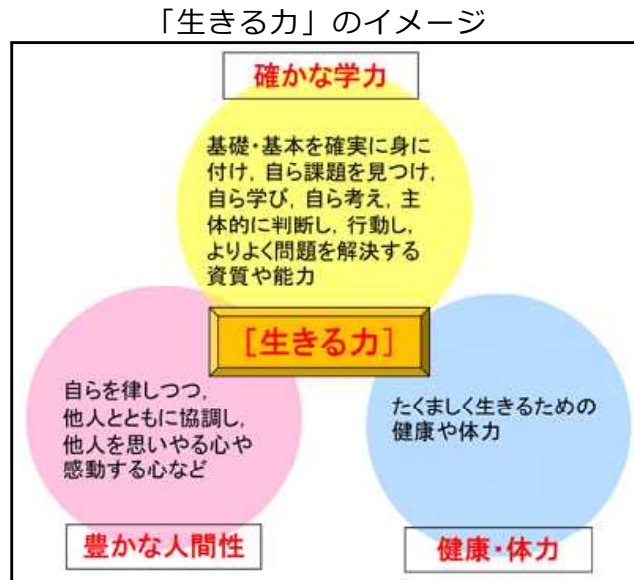 「生きる力」のイメージ
確かな学力
基礎・基本を確実に身に
付け,自ら課題を見つけ,
自ら学び,自ら考え,主
体的に判断し,行動し,
よりよく問題を解決する
資質や能力
[生きる力]
自らを律しつつ,
他人とともに協調し,
他人を思いやる心や
感動する心など
豊かな人間性
たくましく生きるための
健康や体力
健康・体力